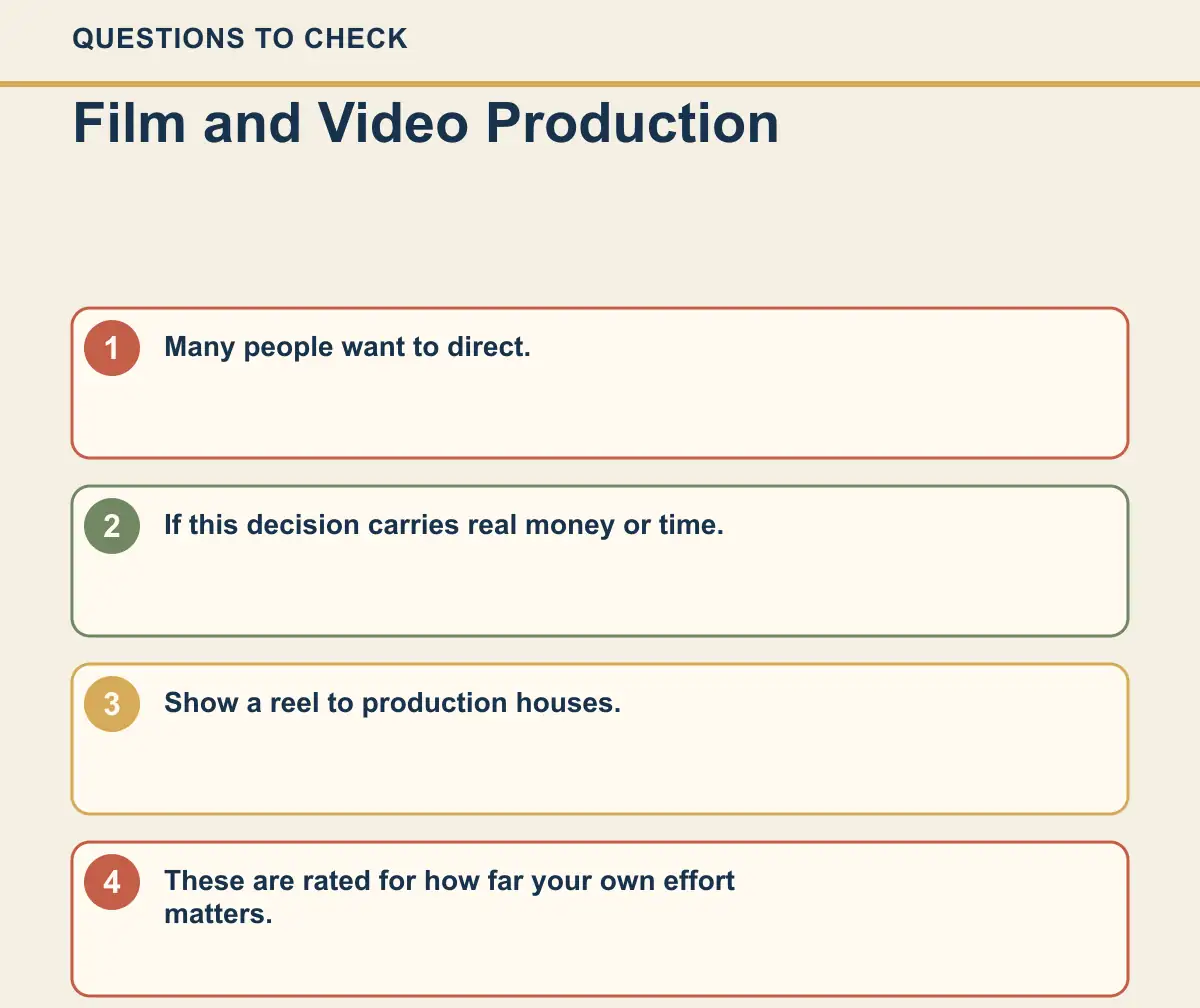 QUESTIONS TO CHECK
Film and Video Production
1 Many people want to direct.
2 If this decision carries real money or time.
3 Show a reel to production houses.
4 These are rated for how far your own effort
matters.